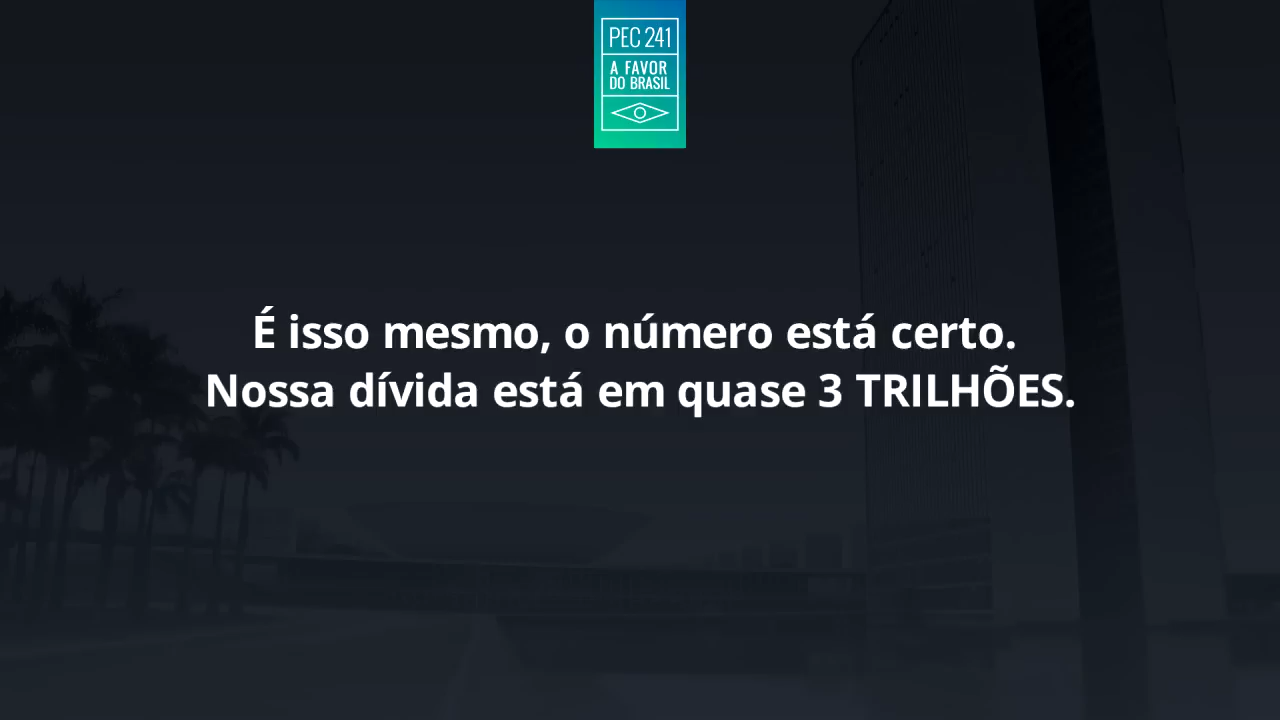 PEC 241
A FAVOR
DO BRASIL
É isso mesmo, o número está certo.
Nossa dívida está em quase 3 TRILHÕES.